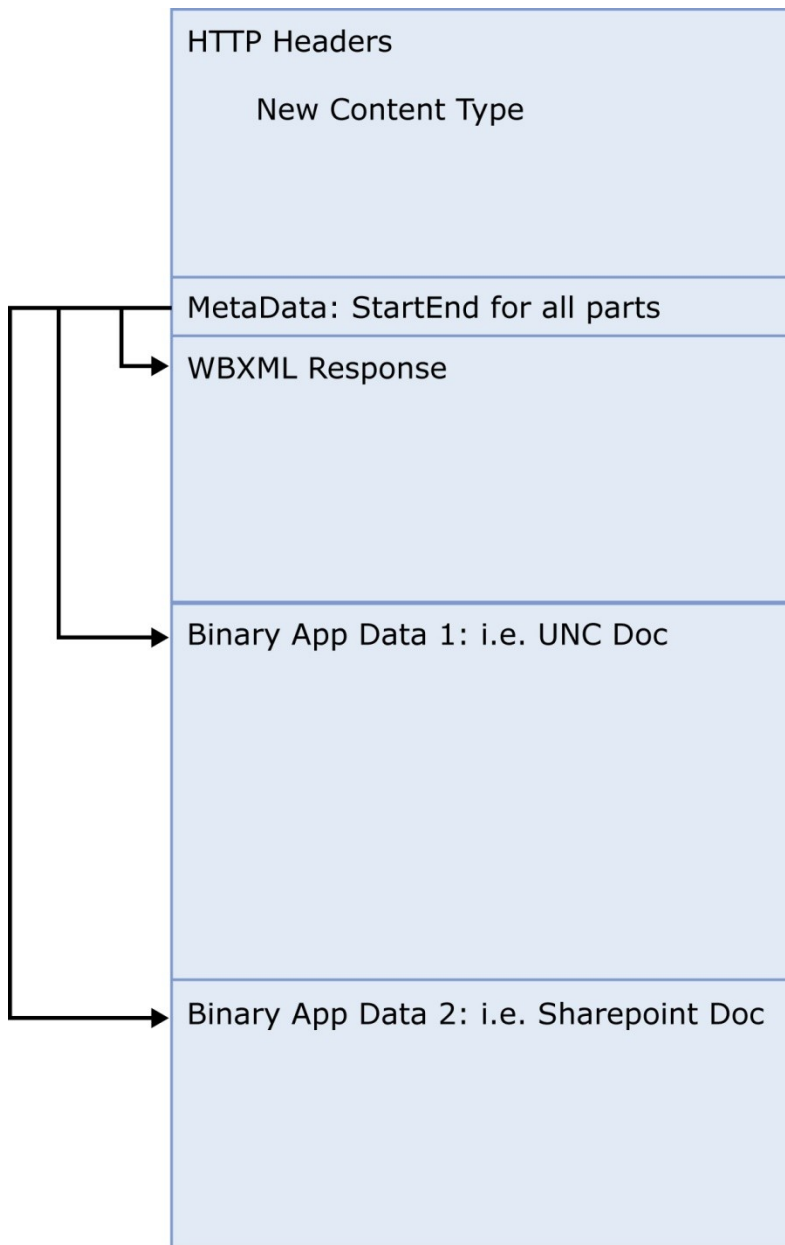 HTTP Headers
New Content Type
MetaData: StartEnd for all parts
WBXML Response
Binary App Data 1: i.e. UNC Doc
Binary App Data 2: i.e. Sharepoint Doc